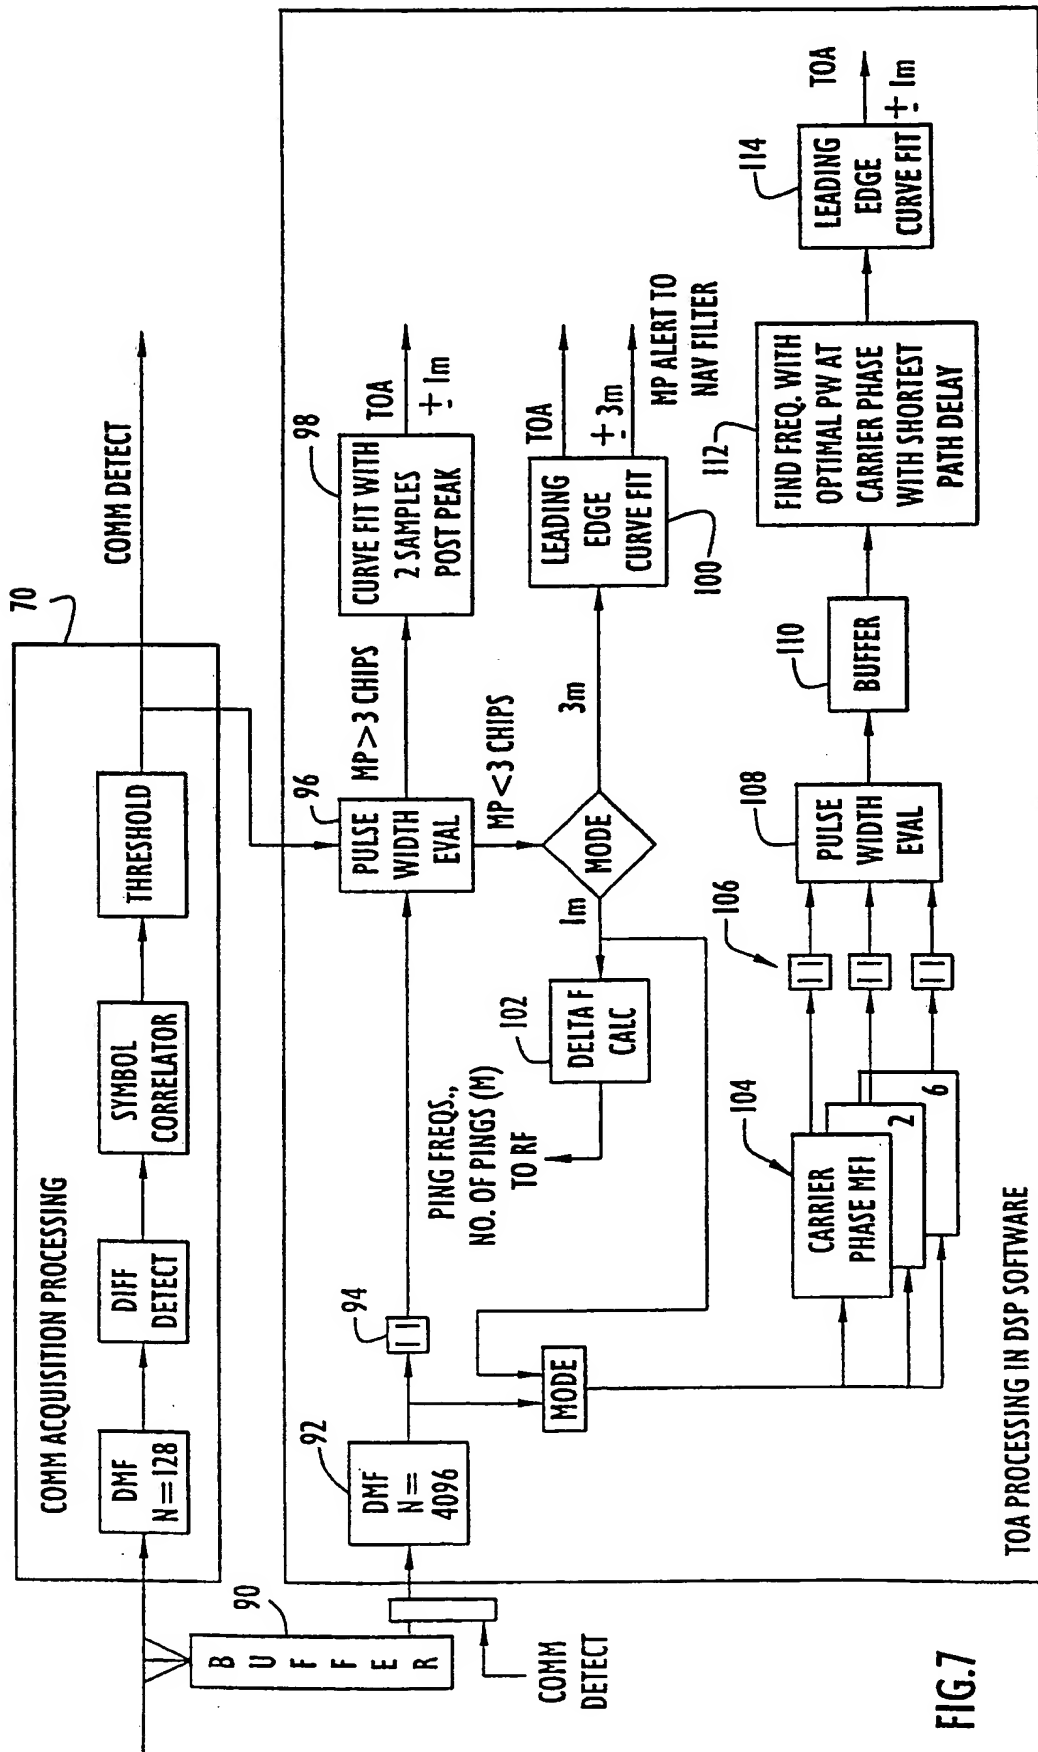 COMM ACQUISITION PROCESSING
70
DMF
N=128
DIFF
DETECT
SYMBOL
CORRELATOR
THRESHOLD
COMM DETECT
90
BUFFER
COMM
DETECT
92
DMF
N=
4096
94
96
PULSE
WIDTH
EVAL
MP>3 CHIPS
98
CURVE FIT WITH
2 SAMPLES
POST PEAK
TOA
± 1m
MP<3 CHIPS
MODE
1m
3m
LEADING
EDGE
CURVE FIT
100
TOA
± 3m
MP ALERT TO
NAV FILTER
102
DELTA F
CALC
PING FREQS.,
NO. OF PINGS (M)
TO RF
MODE
104
CARRIER
PHASE MF1
2
6
106
108
PULSE
WIDTH
EVAL
110
BUFFER
112
FIND FREQ. WITH
OPTIMAL PW AT
CARRIER PHASE
WITH SHORTEST
PATH DELAY
114
LEADING
EDGE
CURVE FIT
TOA
± 1m
TOA PROCESSING IN DSP SOFTWARE
FIG.7